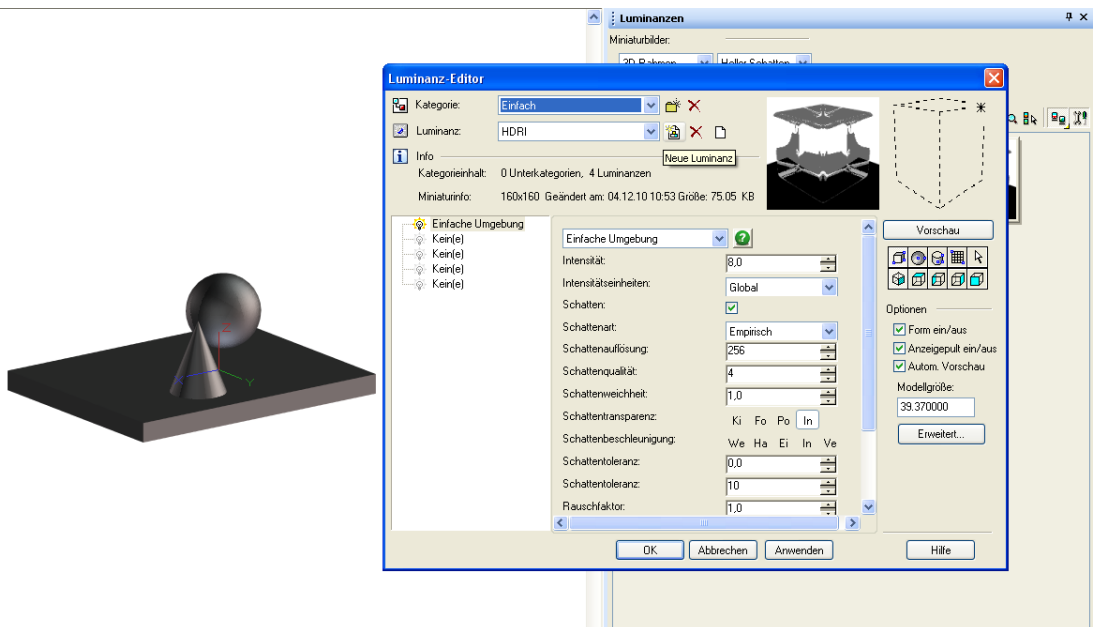 Luminanzen
Miniaturbilder:
3D-Rahmen Heller Schatten
Luminanz-Editor
Kategorie: Einfach
Luminanz: HDRI
Neue Luminanz
Info
Kategorieinhalt: 0 Unterkategorien, 4 Luminanzen
Miniaturinfo: 160x160 Geändert am: 04.12.10 10:53 Größe: 75.05 KB
Einfache Umgebung
Kein(e)
Kein(e)
Kein(e)
Kein(e)
Einfache Umgebung
Intensität: 8,0
Intensitätseinheiten: Global
Schatten:
Schattenart: Empirisch
Schattenauflösung: 256
Schattenqualität: 4
Schattenweichheit: 1,0
Schattentransparenz: Ki Fo Po In
Schattenbeschleunigung: We Ha Ei In Ve
Schattentoleranz: 0,0
Schattentoleranz: 10
Rauschfaktor: 1,0
Vorschau
Optionen
Form ein/aus
Anzeigepult ein/aus
Autom. Vorschau
Modellgröße:
39.370000
Erweitert...
OK Abbrechen Anwenden Hilfe
Z
X
Y